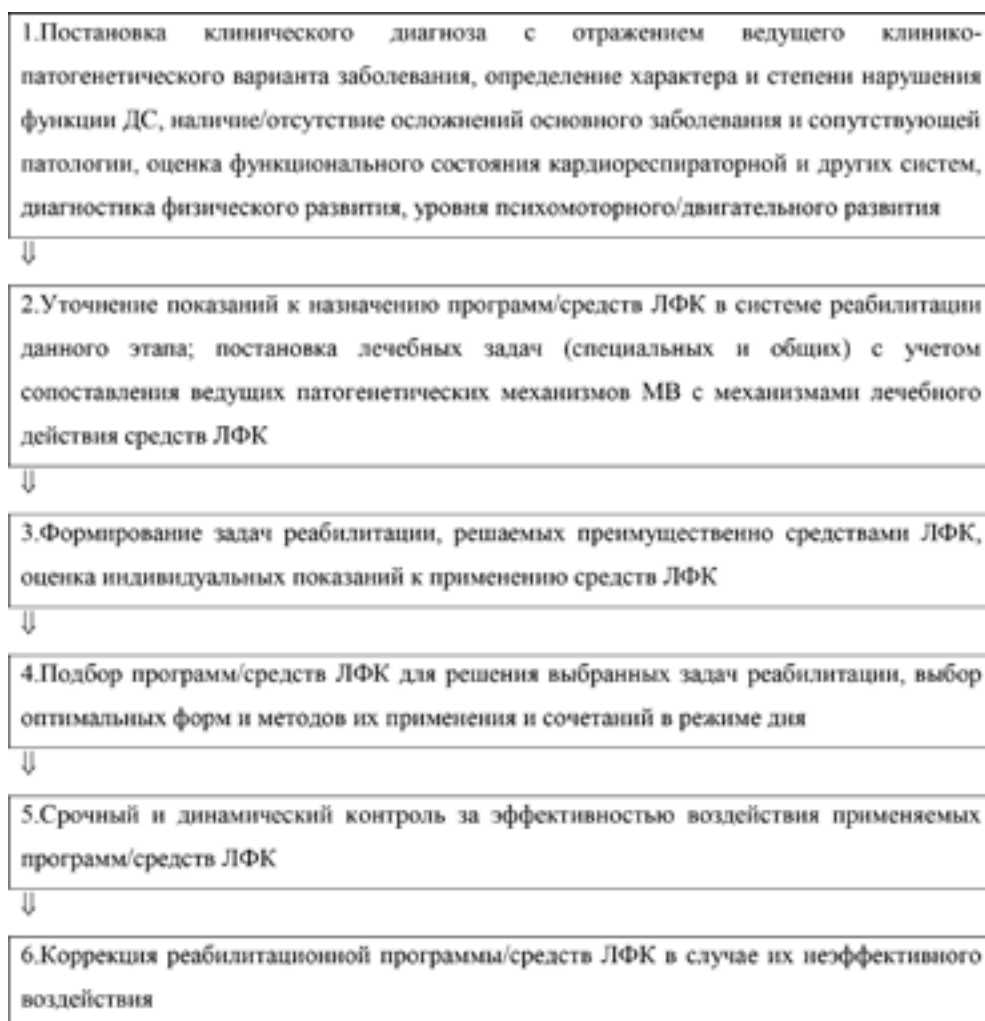 1.Постановка клинического диагноза с отражением ведущего клинико-
патогенетического варианта заболевания, определение характера и степени нарушения
функции ДС, наличие/отсутствие осложнений основного заболевания и сопутствующей
патологии, оценка функционального состояния кардиореспираторной и других систем,
диагностика физического развития, уровня психомоторного/двигательного развития
⇓
2.Уточнение показаний к назначению программ/средств ЛФК в системе реабилитации
данного этапа; постановка лечебных задач (специальных и общих) с учетом
сопоставления ведущих патогенетических механизмов МВ с механизмами лечебного
действия средств ЛФК
⇓
3.Формирование задач реабилитации, решаемых преимущественно средствами ЛФК,
оценка индивидуальных показаний к применению средств ЛФК
⇓
4.Подбор программ/средств ЛФК для решения выбранных задач реабилитации, выбор
оптимальных форм и методов их применения и сочетаний в режиме дня
⇓
5.Срочный и динамический контроль за эффективностью воздействия применяемых
программ/средств ЛФК
⇓
6.Коррекция реабилитационной программы/средств ЛФК в случае их неэффективного
воздействия